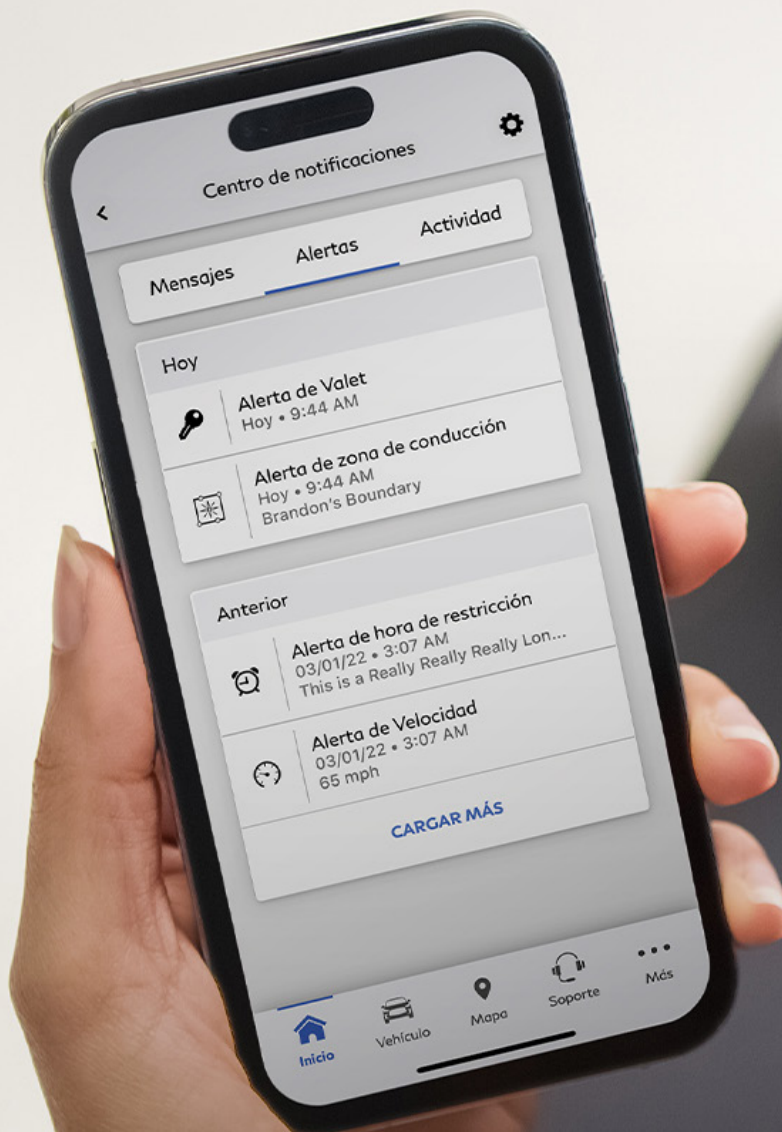 Centro de notificaciones
Mensajes Alertas Actividad
Hoy
Alerta de Valet
Hoy • 9:44 AM
Alerta de zona de conducción
Hoy • 9:44 AM
Brandon's Boundary
Anterior
Alerta de hora de restricción
03/01/22 • 3:07 AM
This is a Really Really Really Lon...
Alerta de Velocidad
03/01/22 • 3:07 AM
65 mph
CARGAR MÁS
Inicio Vehículo Mapa Soporte Más